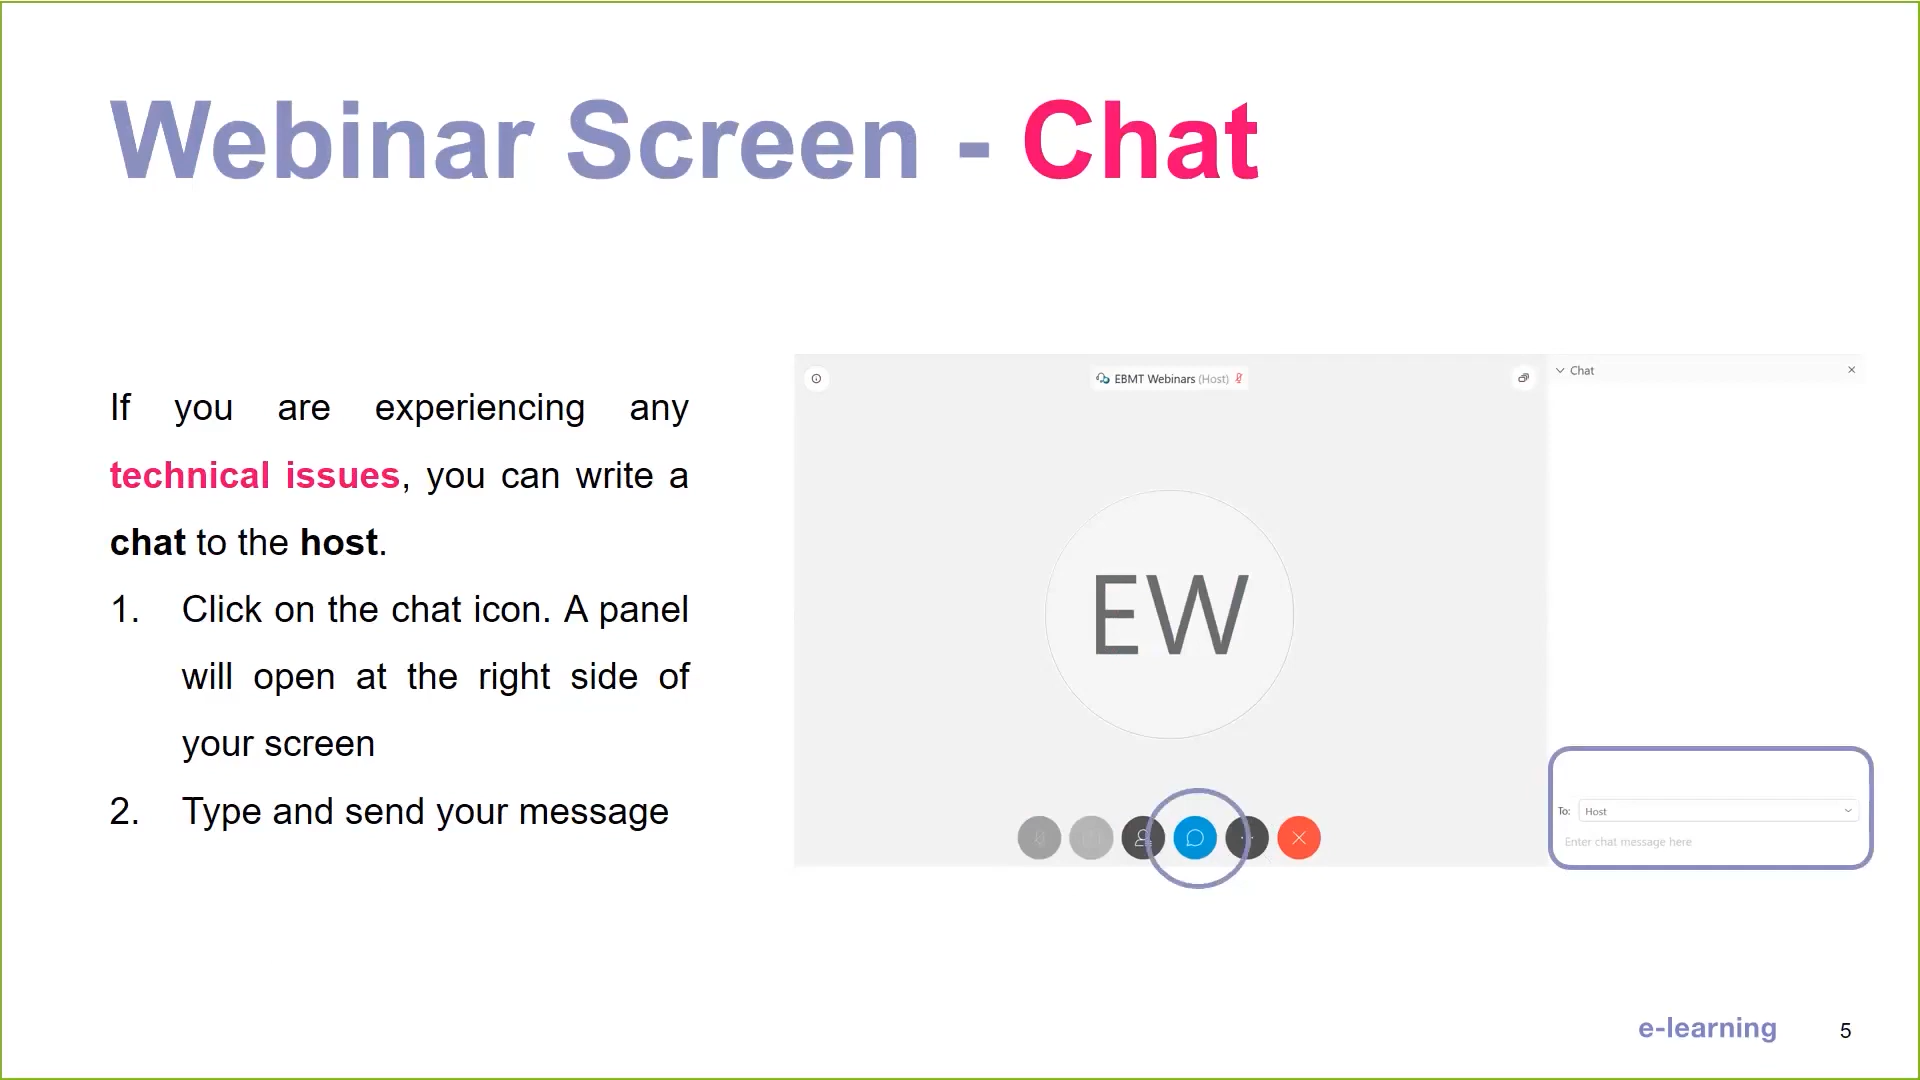 Webinar Screen - Chat
If you are experiencing any
technical issues, you can write a
chat to the host.
1. Click on the chat icon. A panel
will open at the right side of
your screen
2. Type and send your message
EBMT Webinars (Host)
Chat
EW
To: Host
Enter chat message here
e-learning 5